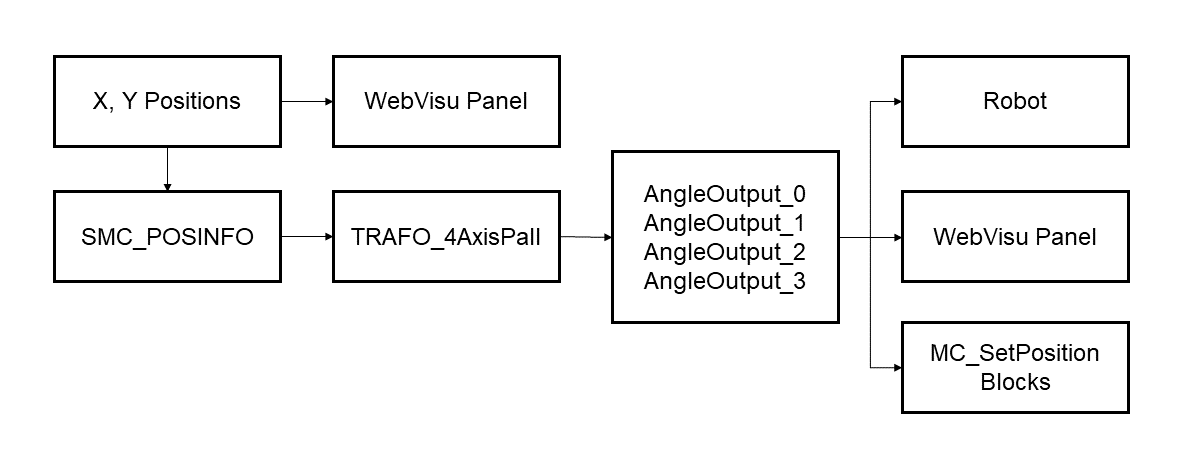 X, Y Positions
WebVisu Panel
SMC_POSINFO
TRAFO_4AxisPall
AngleOutput_0
AngleOutput_1
AngleOutput_2
AngleOutput_3
Robot
WebVisu Panel
MC_SetPosition
Blocks